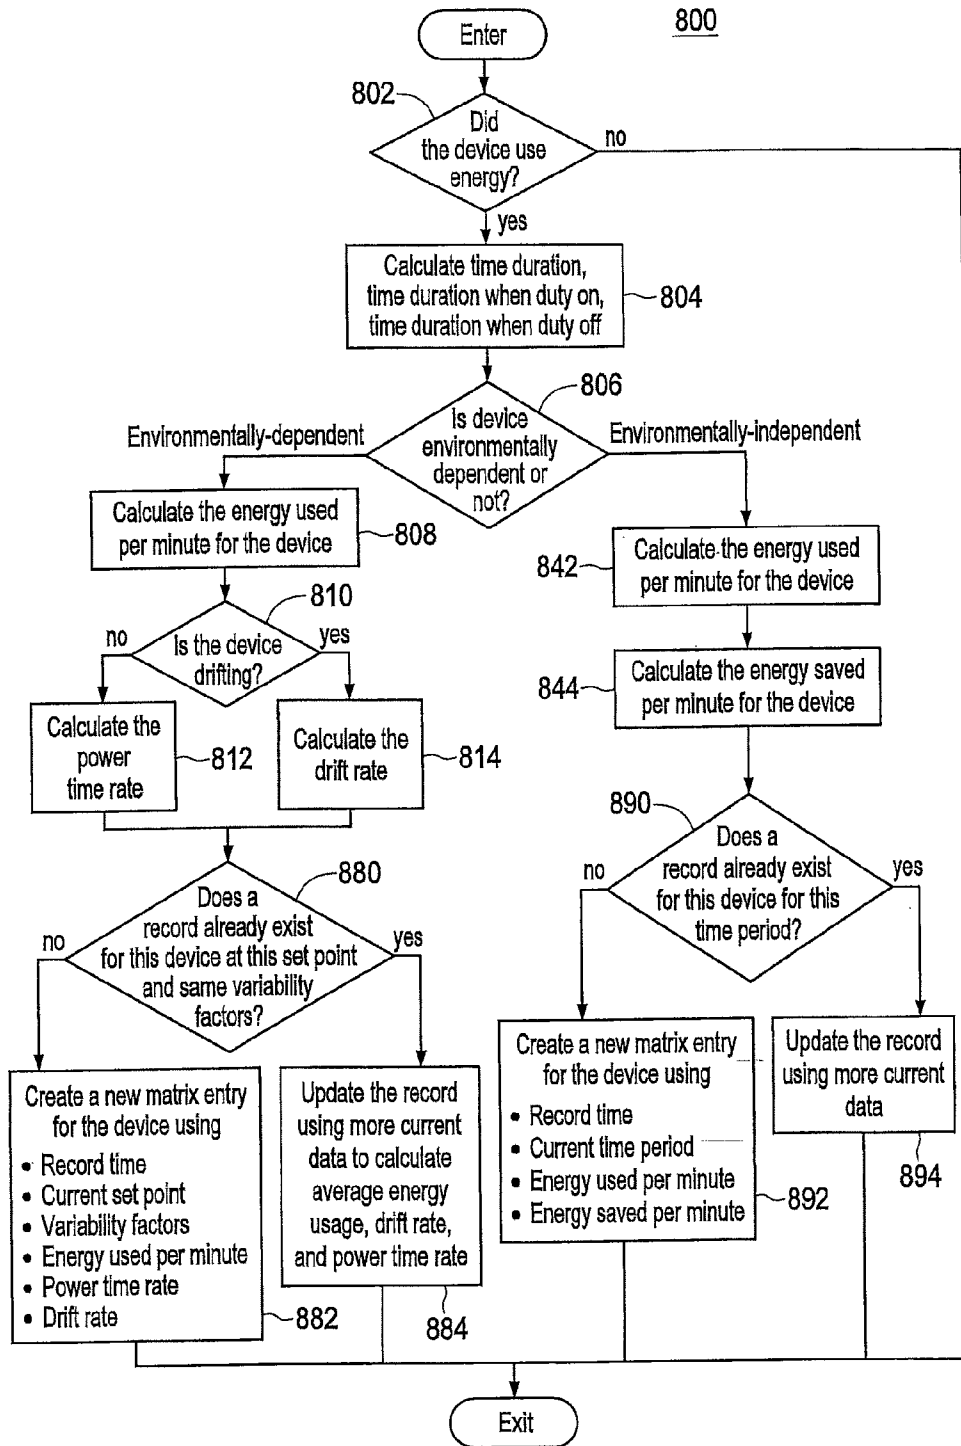 800
Enter
802
Did
the device use
energy?
no
yes
Calculate time duration,
time duration when duty on,
time duration when duty off
804
806
Is device
environmentally
dependent or
not?
Environmentally-dependent
Environmentally-independent
Calculate the energy used
per minute for the device
808
842
Calculate the energy used
per minute for the device
810
no
Is the device
drifting?
yes
844
Calculate the energy saved
per minute for the device
Calculate the
power
time rate
812
Calculate the
drift rate
814
890
Does a
record already exist
for this device for this
time period?
no
yes
880
Does a
record already exist
for this device at this set point
and same variability
factors?
no
yes
Create a new matrix entry
for the device using
• Record time
• Current set point
• Variability factors
• Energy used per minute
• Power time rate
• Drift rate
882
Update the record
using more current
data to calculate
average energy
usage, drift rate,
and power time rate
884
Create a new matrix entry
for the device using
• Record time
• Current time period
• Energy used per minute
• Energy saved per minute
892
Update the record
using more current
data
894
Exit